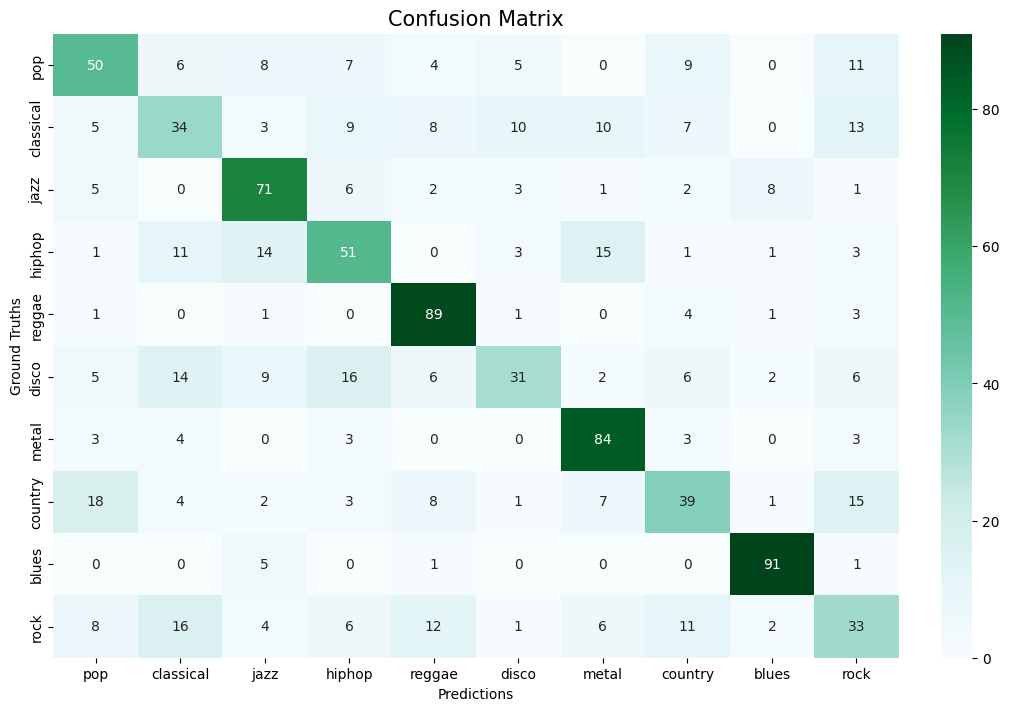 Confusion Matrix
Ground Truths
pop 50 6 8 7 4 5 0 9 0 11
classical 5 34 3 9 8 10 10 7 0 13
jazz 5 0 71 6 2 3 1 2 8 1
hiphop 1 11 14 51 0 3 15 1 1 3
reggae 1 0 1 0 89 1 0 4 1 3
disco 5 14 9 16 6 31 2 6 2 6
metal 3 4 0 3 0 0 84 3 0 3
country 18 4 2 3 8 1 7 39 1 15
blues 0 0 5 0 1 0 0 0 91 1
rock 8 16 4 6 12 1 6 11 2 33
pop classical jazz hiphop reggae disco metal country blues rock
Predictions
80
60
40
20
0